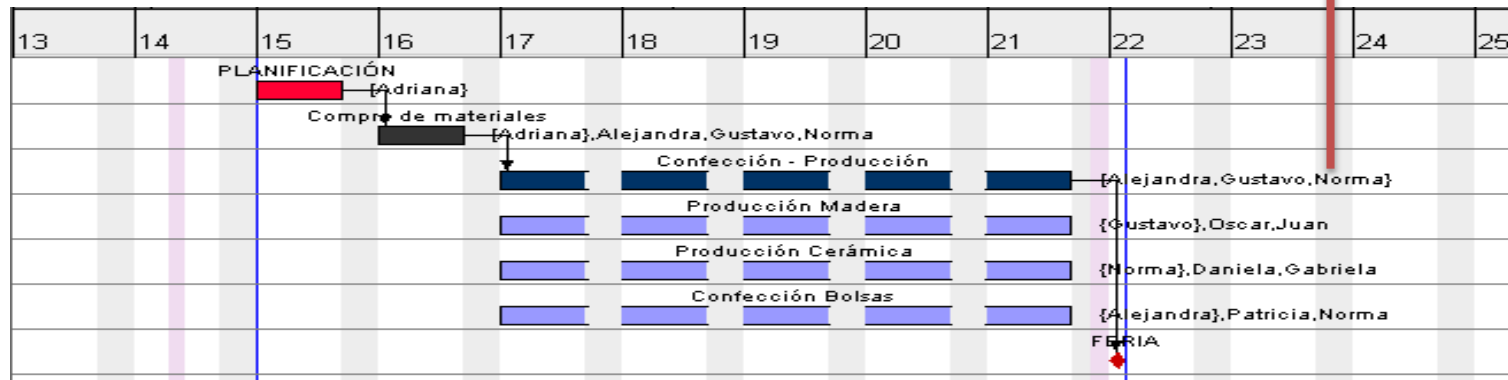 13 14 15 16 17 18 19 20 21 22 23 24 25
PLANIFICACIÓN
{Adriana}
Compra de materiales
{Adriana},Alejandra,Gustavo,Norma
Confección - Producción
{Alejandra,Gustavo,Norma}
Producción Madera
{Gustavo},Oscar,Juan
Producción Cerámica
{Norma},Daniela,Gabriela
Confección Bolsas
{Alejandra},Patricia,Norma
FERIA